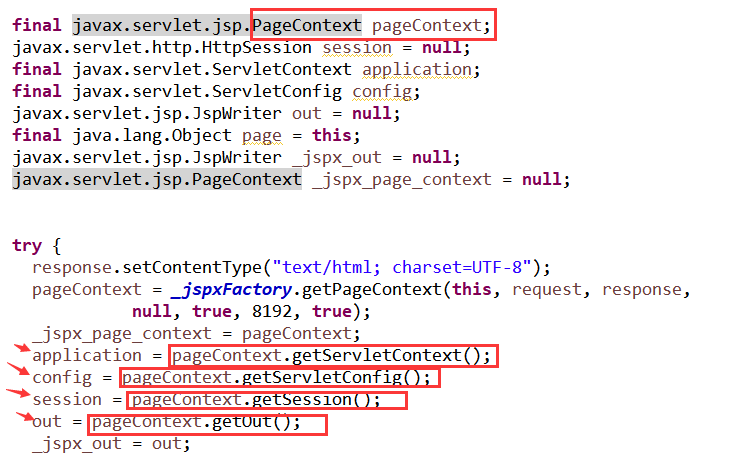 final javax.servlet.jsp.PageContext pageContext;
javax.servlet.http.HttpSession session = null;
final javax.servlet.ServletContext application;
final javax.servlet.ServletConfig config;
javax.servlet.jsp.JspWriter out = null;
final java.lang.Object page = this;
javax.servlet.jsp.JspWriter _jspx_out = null;
javax.servlet.jsp.PageContext _jspx_page_context = null;
try {
response.setContentType("text/html; charset=UTF-8");
pageContext = _jspxFactory.getPageContext(this, request, response,
null, true, 8192, true);
_jspx_page_context = pageContext;
application = pageContext.getServletContext();
config = pageContext.getServletConfig();
session = pageContext.getSession();
out = pageContext.getOut();
_jspx_out = out;